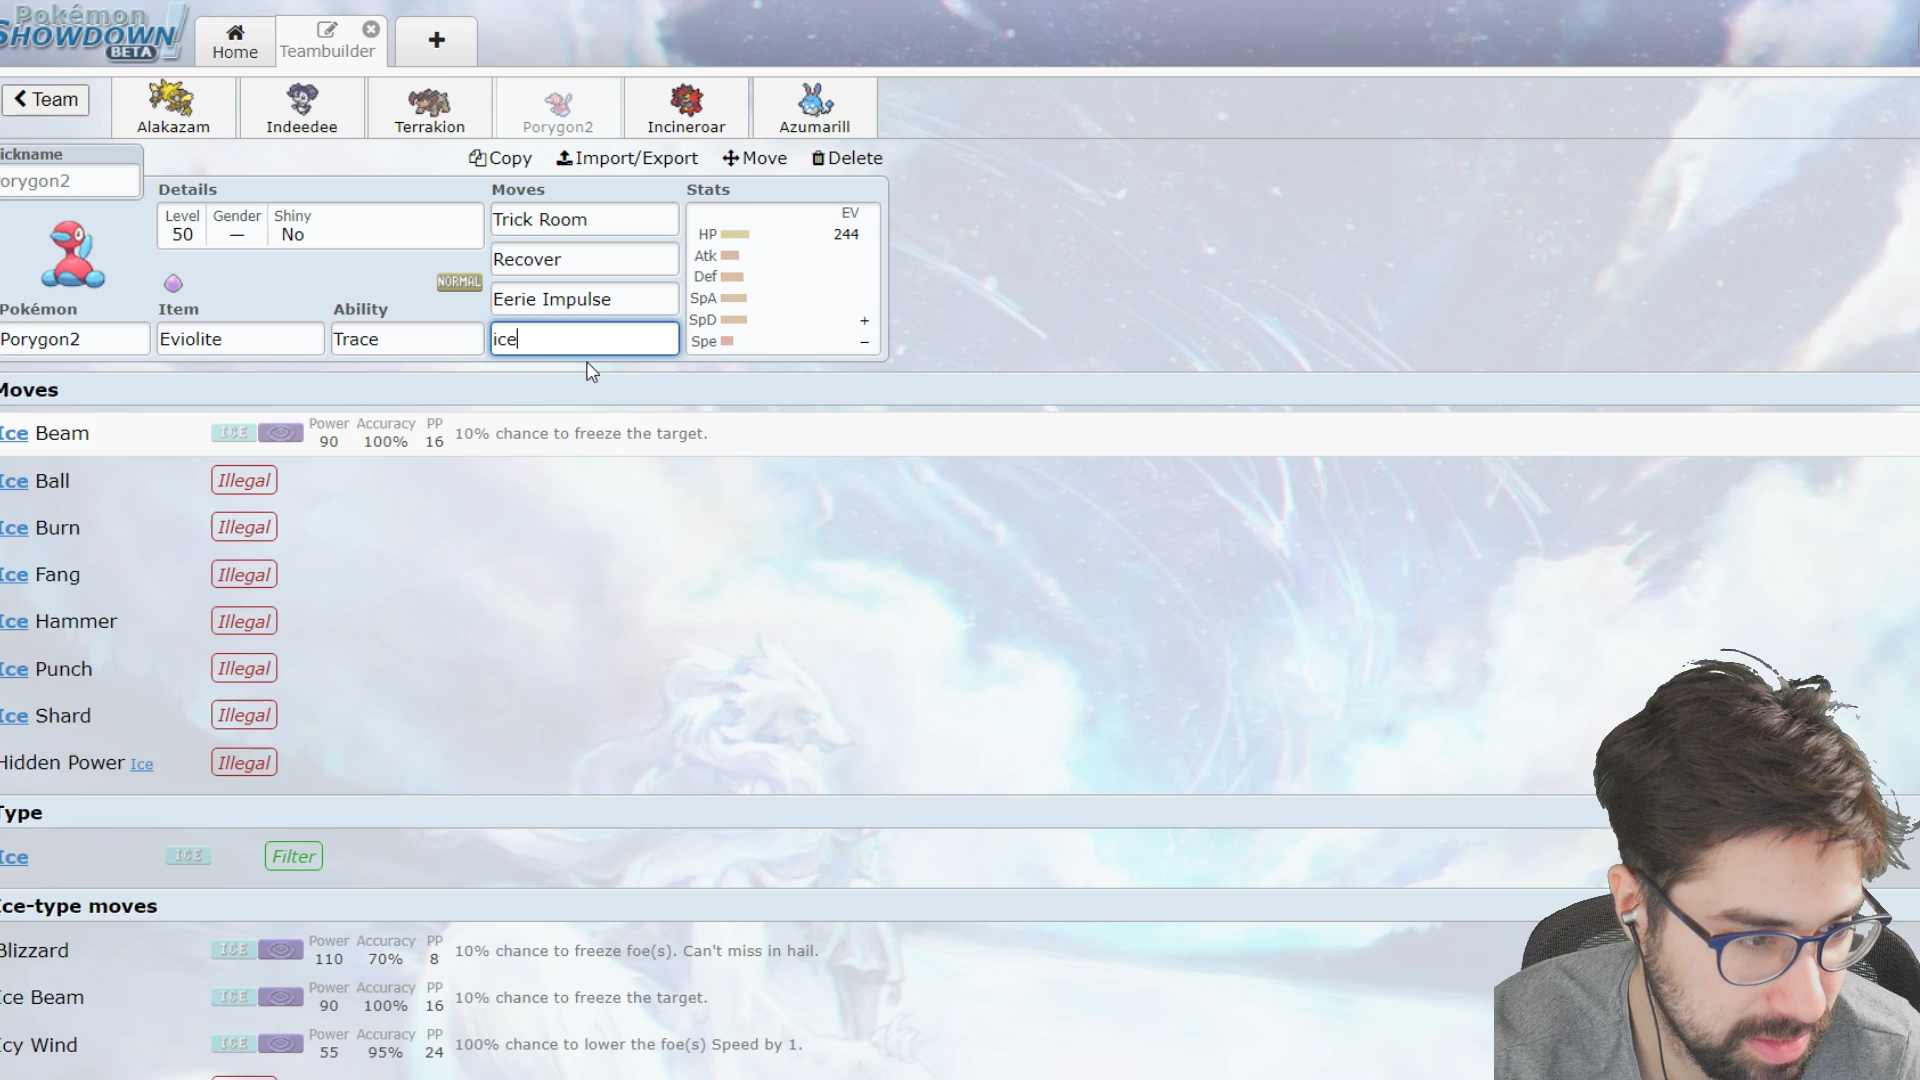 Pokémon
SHOWDOWN!
BETA
Home
Teambuilder
+
Team
Alakazam
Indeedee
Terrakion
Porygon2
Incineroar
Azumarill
Copy
Import/Export
Move
Delete
ickname
orygon2
Details
Moves
Stats
Level Gender Shiny
50 — No
Trick Room
Recover
Eerie Impulse
ice
EV
HP 244
Atk
Def
SpA
SpD +
Spe −
NORMAL
Pokémon Item Ability
Porygon2 Eviolite Trace
Moves
Ice Beam ICE Power 90 Accuracy 100% PP 16 10% chance to freeze the target.
Ice Ball Illegal
Ice Burn Illegal
Ice Fang Illegal
Ice Hammer Illegal
Ice Punch Illegal
Ice Shard Illegal
Hidden Power Ice Illegal
Type
Ice ICE Filter
Ice-type moves
Blizzard ICE Power 110 Accuracy 70% PP 8 10% chance to freeze foe(s). Can't miss in hail.
Ice Beam ICE Power 90 Accuracy 100% PP 16 10% chance to freeze the target.
Icy Wind ICE Power 55 Accuracy 95% PP 24 100% chance to lower the foe(s) Speed by 1.